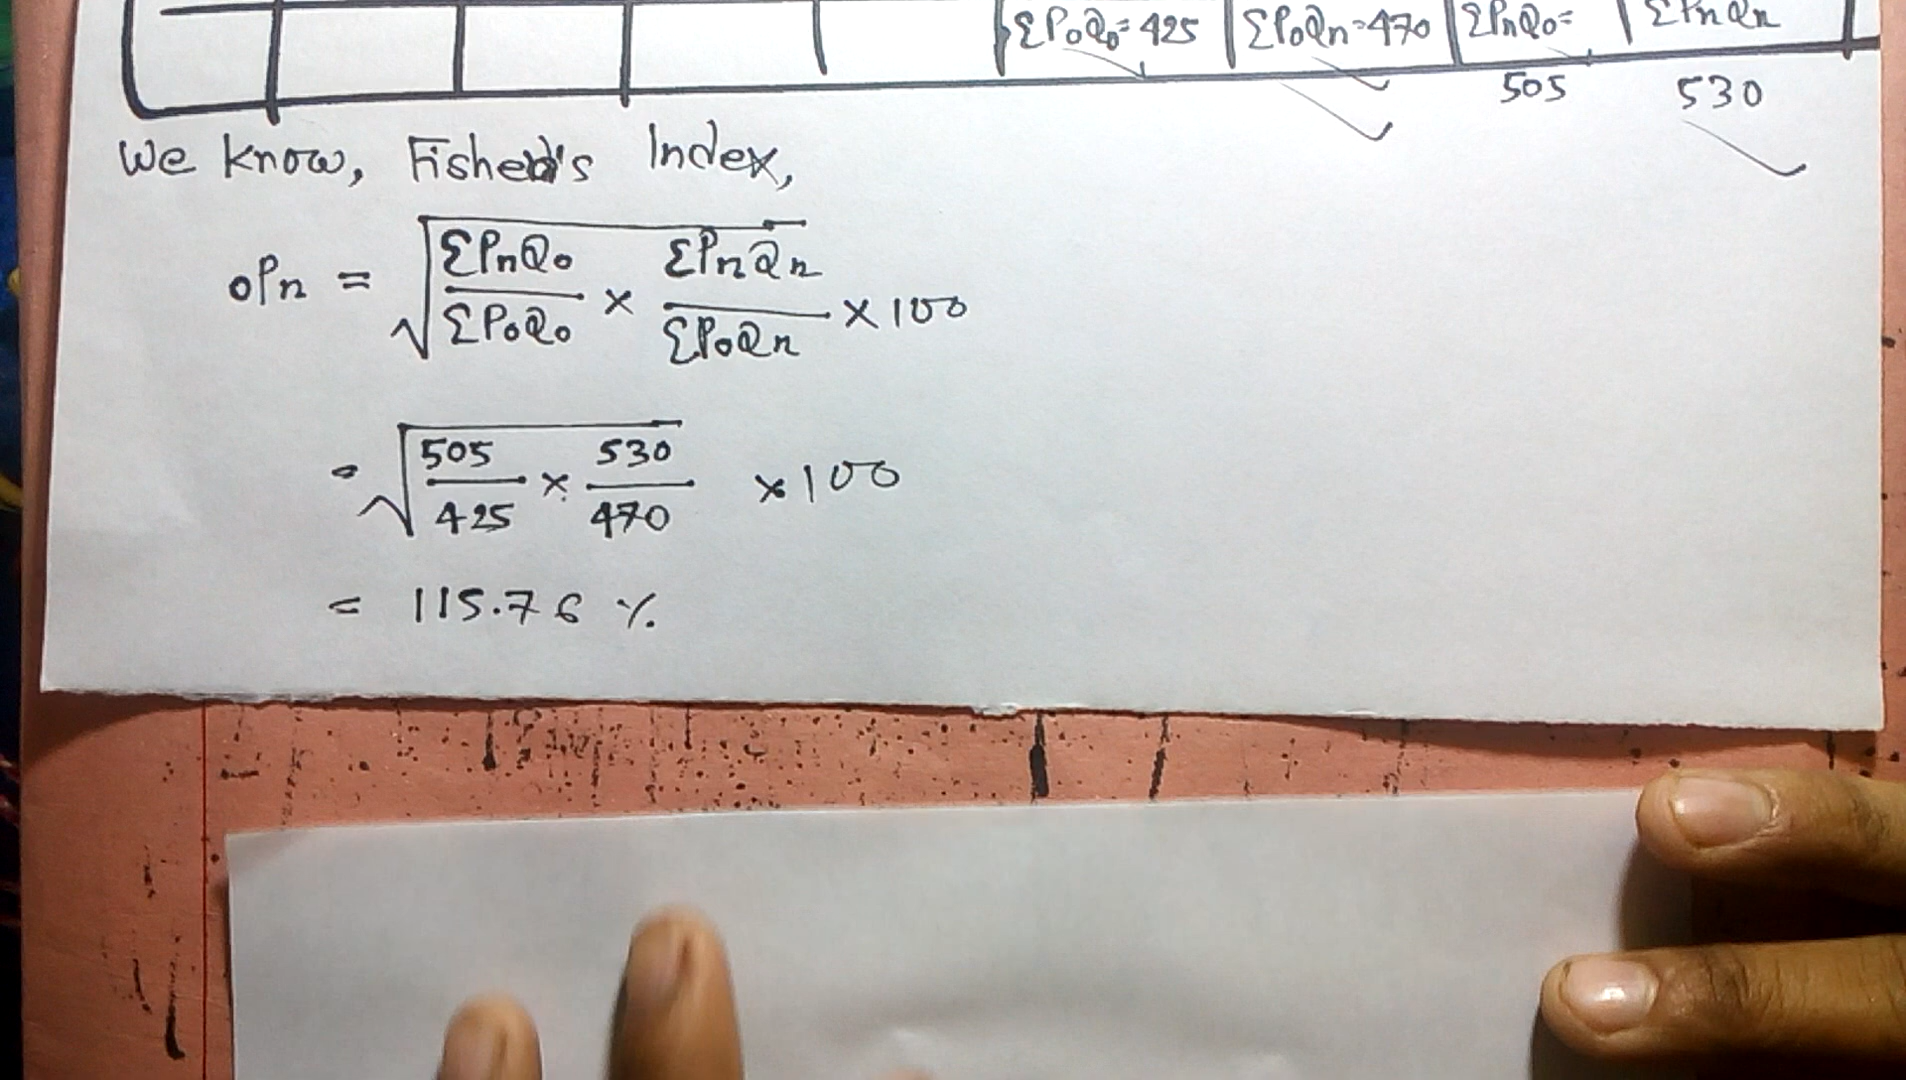 ΣP₀Q₀=425 ΣP₀Qn=470 ΣPnQ₀= ΣPnQn
505 530
We know, Fisher's Index,
₀Pn = √ΣPnQ₀/ΣP₀Q₀ × ΣPnQn/ΣP₀Qn × 100
= √505/425 × 530/470 × 100
= 115.76 %